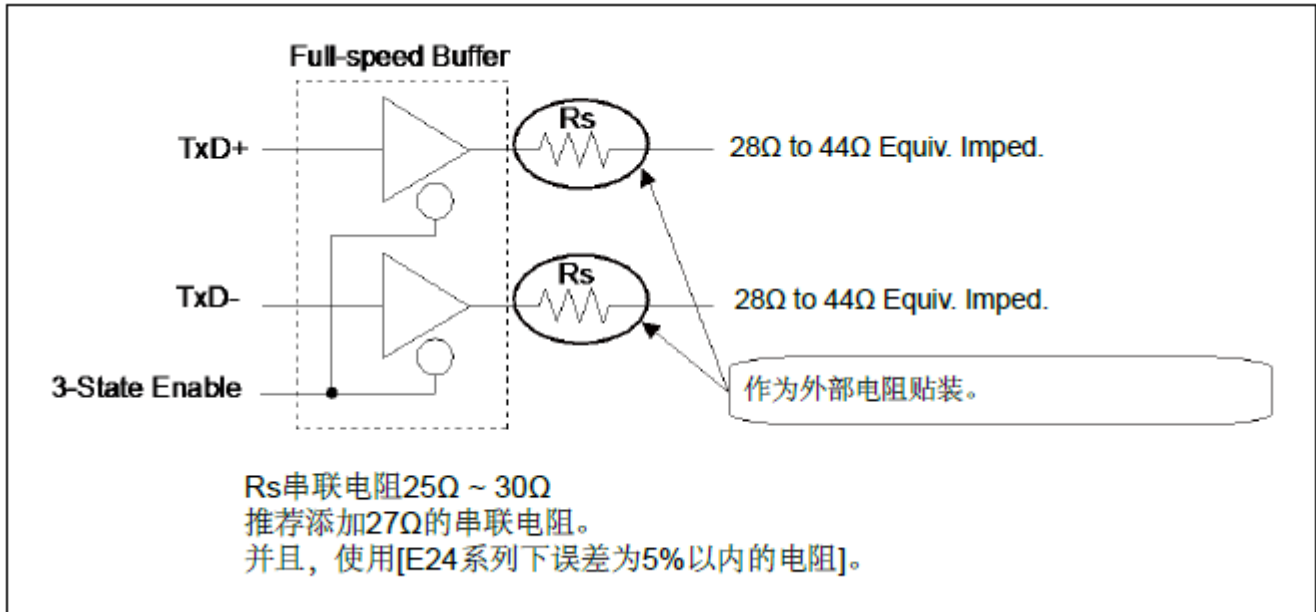 Full-speed Buffer
Rs
TxD+
28Ω to 44Ω Equiv. Imped.
Rs
TxD-
28Ω to 44Ω Equiv. Imped.
3-State Enable
作为外部电阻贴装。
Rs串联电阻25Ω ~ 30Ω
推荐添加27Ω的串联电阻。
并且，使用[E24系列下误差为5%以内的电阻]。